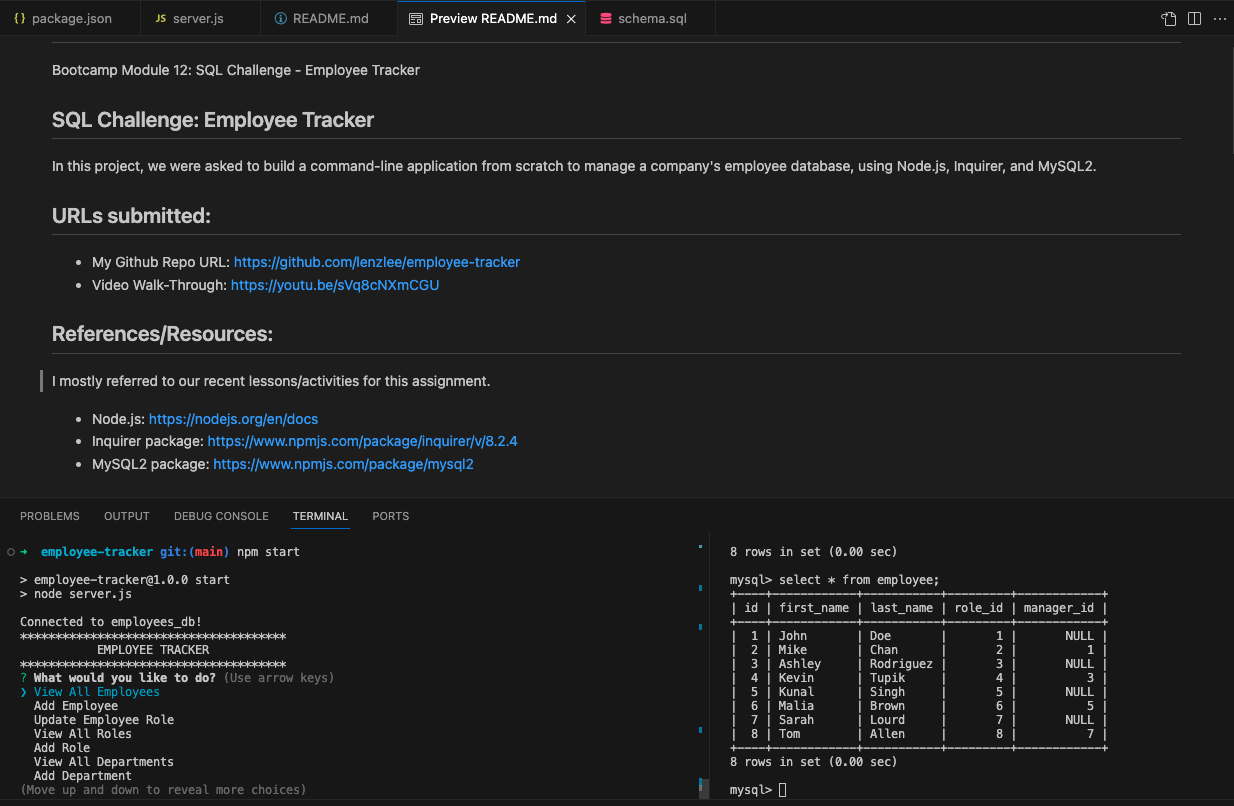 {} package.json JS server.js README.md Preview README.md × schema.sql ...
Bootcamp Module 12: SQL Challenge - Employee Tracker
SQL Challenge: Employee Tracker
In this project, we were asked to build a command-line application from scratch to manage a company's employee database, using Node.js, Inquirer, and MySQL2.
URLs submitted:
• My Github Repo URL: https://github.com/lenzlee/employee-tracker
• Video Walk-Through: https://youtu.be/sVq8cNXmCGU
References/Resources:
I mostly referred to our recent lessons/activities for this assignment.
• Node.js: https://nodejs.org/en/docs
• Inquirer package: https://www.npmjs.com/package/inquirer/v/8.2.4
• MySQL2 package: https://www.npmjs.com/package/mysql2
PROBLEMS OUTPUT DEBUG CONSOLE TERMINAL PORTS
➜ employee-tracker git:(main) npm start
> employee-tracker@1.0.0 start
> node server.js
Connected to employees_db!
**************************************
EMPLOYEE TRACKER
**************************************
? What would you like to do? (Use arrow keys)
❯ View All Employees
Add Employee
Update Employee Role
View All Roles
Add Role
View All Departments
Add Department
(Move up and down to reveal more choices)
8 rows in set (0.00 sec)
mysql> select * from employee;
+----+------------+-----------+---------+------------+
| id | first_name | last_name | role_id | manager_id |
+----+------------+-----------+---------+------------+
| 1 | John | Doe | 1 | NULL |
| 2 | Mike | Chan | 2 | 1 |
| 3 | Ashley | Rodriguez | 3 | NULL |
| 4 | Kevin | Tupik | 4 | 3 |
| 5 | Kunal | Singh | 5 | NULL |
| 6 | Malia | Brown | 6 | 5 |
| 7 | Sarah | Lourd | 7 | NULL |
| 8 | Tom | Allen | 8 | 7 |
+----+------------+-----------+---------+------------+
8 rows in set (0.00 sec)
mysql>